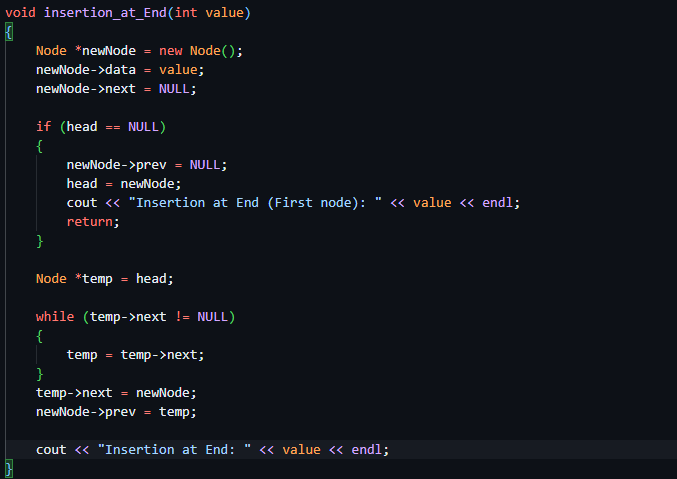 void insertion_at_End(int value)
{
    Node *newNode = new Node();
    newNode->data = value;
    newNode->next = NULL;

    if (head == NULL)
    {
        newNode->prev = NULL;
        head = newNode;
        cout << "Insertion at End (First node): " << value << endl;
        return;
    }

    Node *temp = head;

    while (temp->next != NULL)
    {
        temp = temp->next;
    }
    temp->next = newNode;
    newNode->prev = temp;

    cout << "Insertion at End: " << value << endl;
}